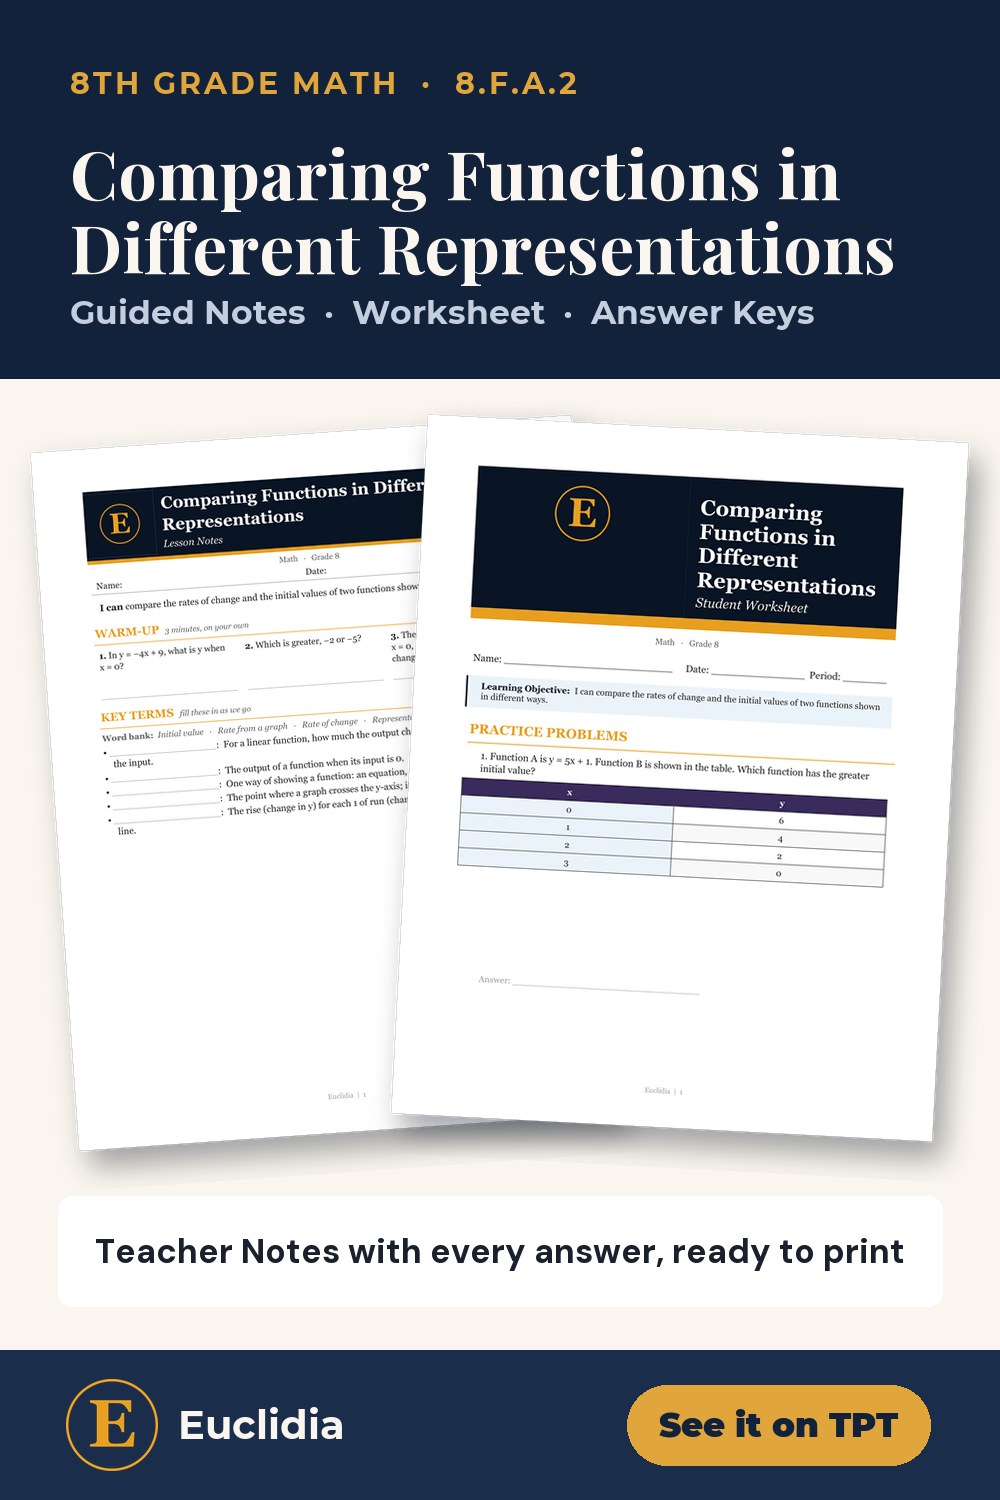 8TH GRADE MATH · 8.F.A.2
Comparing Functions in
Different Representations
Guided Notes · Worksheet · Answer Keys
E
Comparing Functions in Differ
Representations
Lesson Notes
Math · Grade 8
Name:
Date:
I can compare the rates of change and the initial values of two functions show
WARM-UP 3 minutes, on your own
1. In y = −4x + 9, what is y when
x = 0?
2. Which is greater, −2 or −5?
3. The
x = 0,
chang
KEY TERMS fill these in as we go
Word bank: Initial value · Rate from a graph · Rate of change · Represent
• : For a linear function, how much the output ch
the input.
• : The output of a function when its input is 0.
• : One way of showing a function: an equation,
• : The point where a graph crosses the y-axis;
• : The rise (change in y) for each 1 of run (chan
line.
Euclidia | 1
E
Comparing
Functions in
Different
Representations
Student Worksheet
Math · Grade 8
Name: Date: Period:
Learning Objective: I can compare the rates of change and the initial values of two functions shown
in different ways.
PRACTICE PROBLEMS
1. Function A is y = 5x + 1. Function B is shown in the table. Which function has the greater
initial value?
x y
0 6
1 4
2 2
3 0
Answer:
Euclidia | 1
Teacher Notes with every answer, ready to print
E
Euclidia
See it on TPT